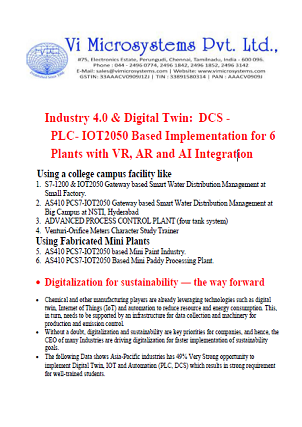 Vi Microsystems Pvt. Ltd.,
#75, Electronics Estate, Perungudi, Chennai, Tamilnadu, India - 600 096.
Phone : 044 - 2496 0774, 2496 1842, 2496 1852, 2496 3142
E-Mail: sales@vimicrosystems.com | Website: www.vimicrosystems.com
Industry 4.0 & Digital Twin: DCS -
PLC- IOT2050 Based Implementation for 6
Plants with VR, AR and AI Integration
Using a college campus facility like
1. S7-1200 & IOT2050 Gateway based Smart Water Distribution Management at
Small Factory.
2. AS410 PCS7-IOT2050 Gateway based Smart Water Distribution Management at
Big Campus at NSTI, Hyderabad
3. ADVANCED PROCESS CONTROL PLANT (four tank system)
4. Venturi-Orifice Meters Character Study Trainer
Using Fabricated Mini Plants
5. AS410 PCS7-IOT2050 based Mini Paint Industry.
6. AS410 PCS7-IOT2050 Based Mini Paddy Processing Plant.
• Digitalization for sustainability — the way forward
• Chemical and other manufacturing players are already leveraging technologies such as digital
twin, Internet of Things (IoT) and automation to reduce resource and energy consumption. This,
in turn, needs to be supported by an infrastructure for data collection and machinery for
production and emission control.
• Without a doubt, digitalization and sustainability are key priorities for companies, and hence, the
CEO of many Industries are driving digitalization for faster implementation of sustainability
goals.
• The following Data shows Asia-Pacific industries has 49% Very Strong opportunity to
implement Digital Twin, IOT and Automation (PLC, DCS) which results in strong requirement
for well-trained students.